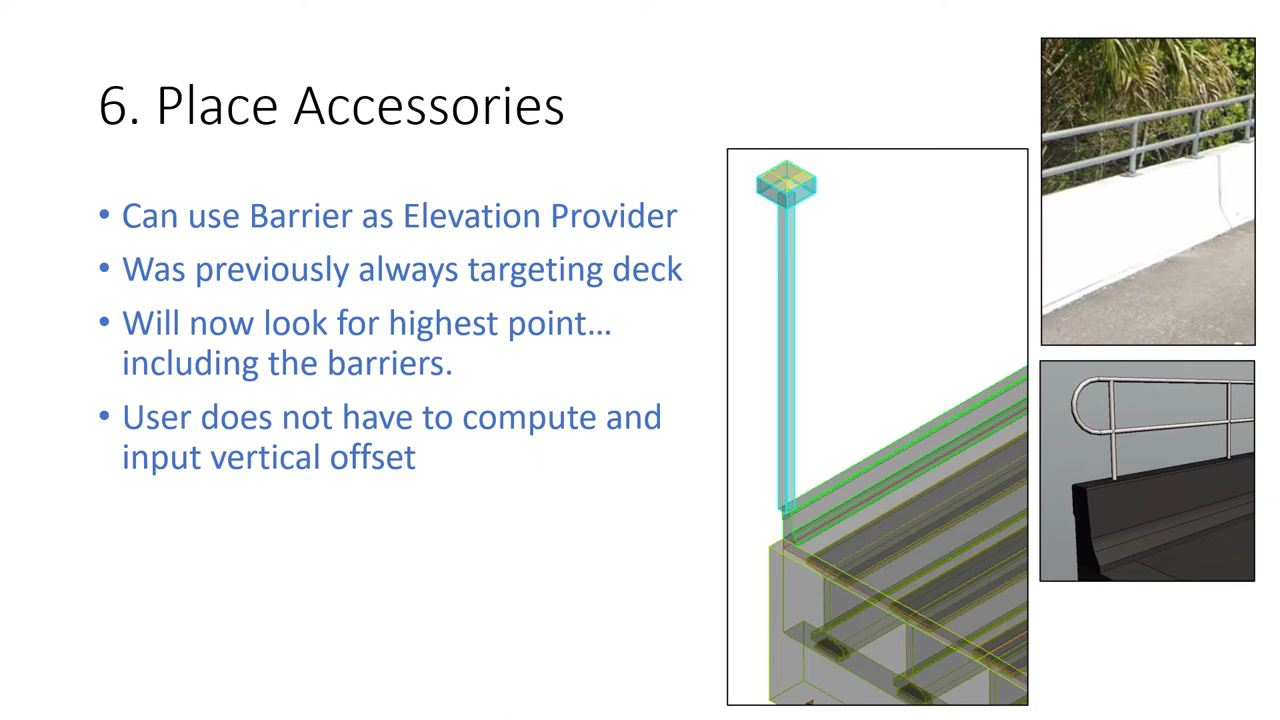 6. Place Accessories
• Can use Barrier as Elevation Provider
• Was previously always targeting deck
• Will now look for highest point…
including the barriers.
• User does not have to compute and
input vertical offset